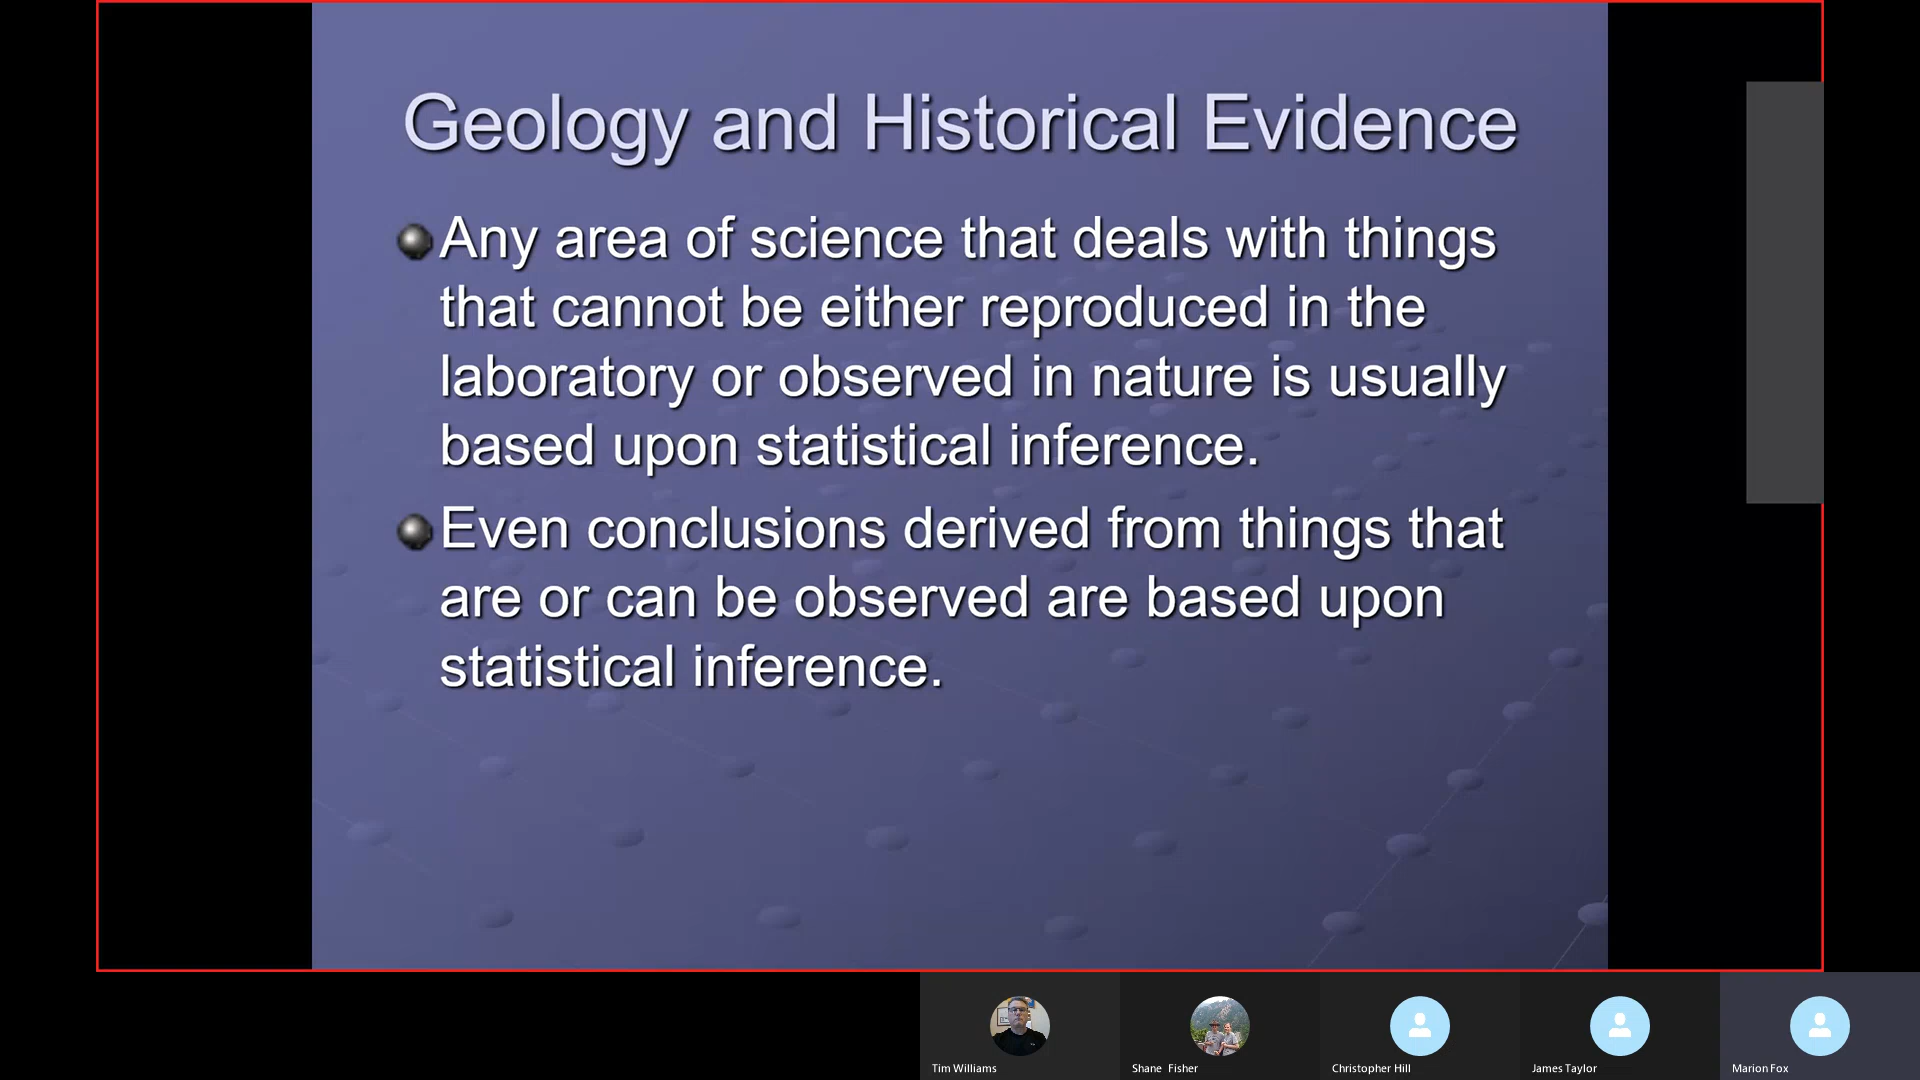 Geology and Historical Evidence
Any area of science that deals with things
that cannot be either reproduced in the
laboratory or observed in nature is usually
based upon statistical inference.
Even conclusions derived from things that
are or can be observed are based upon
statistical inference.
Tim Williams
Shane Fisher
Christopher Hill
James Taylor
Marion Fox